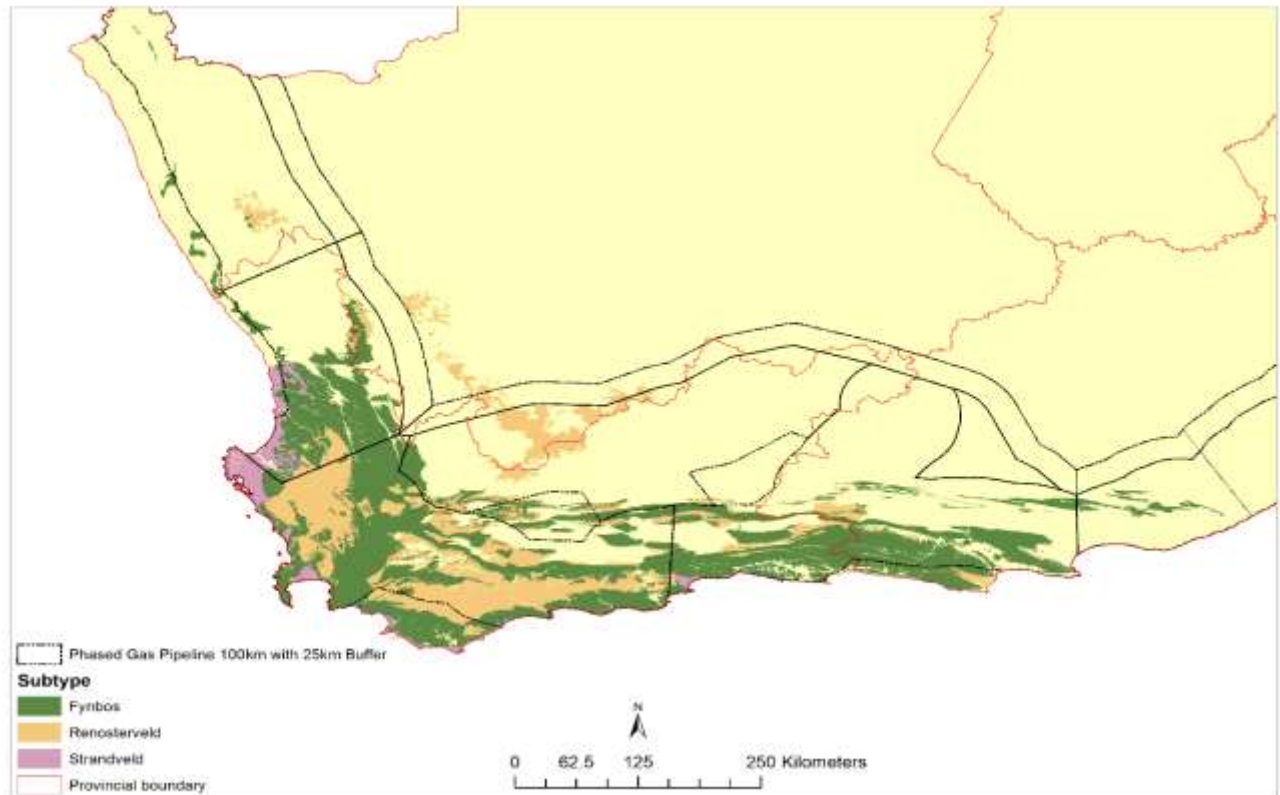 Phased Gas Pipeline 100km with 25km Buffer
Subtype
Fynbos
Renosterveld
Strandveld
Provincial boundary
N
0 62.5 125 250 Kilometers